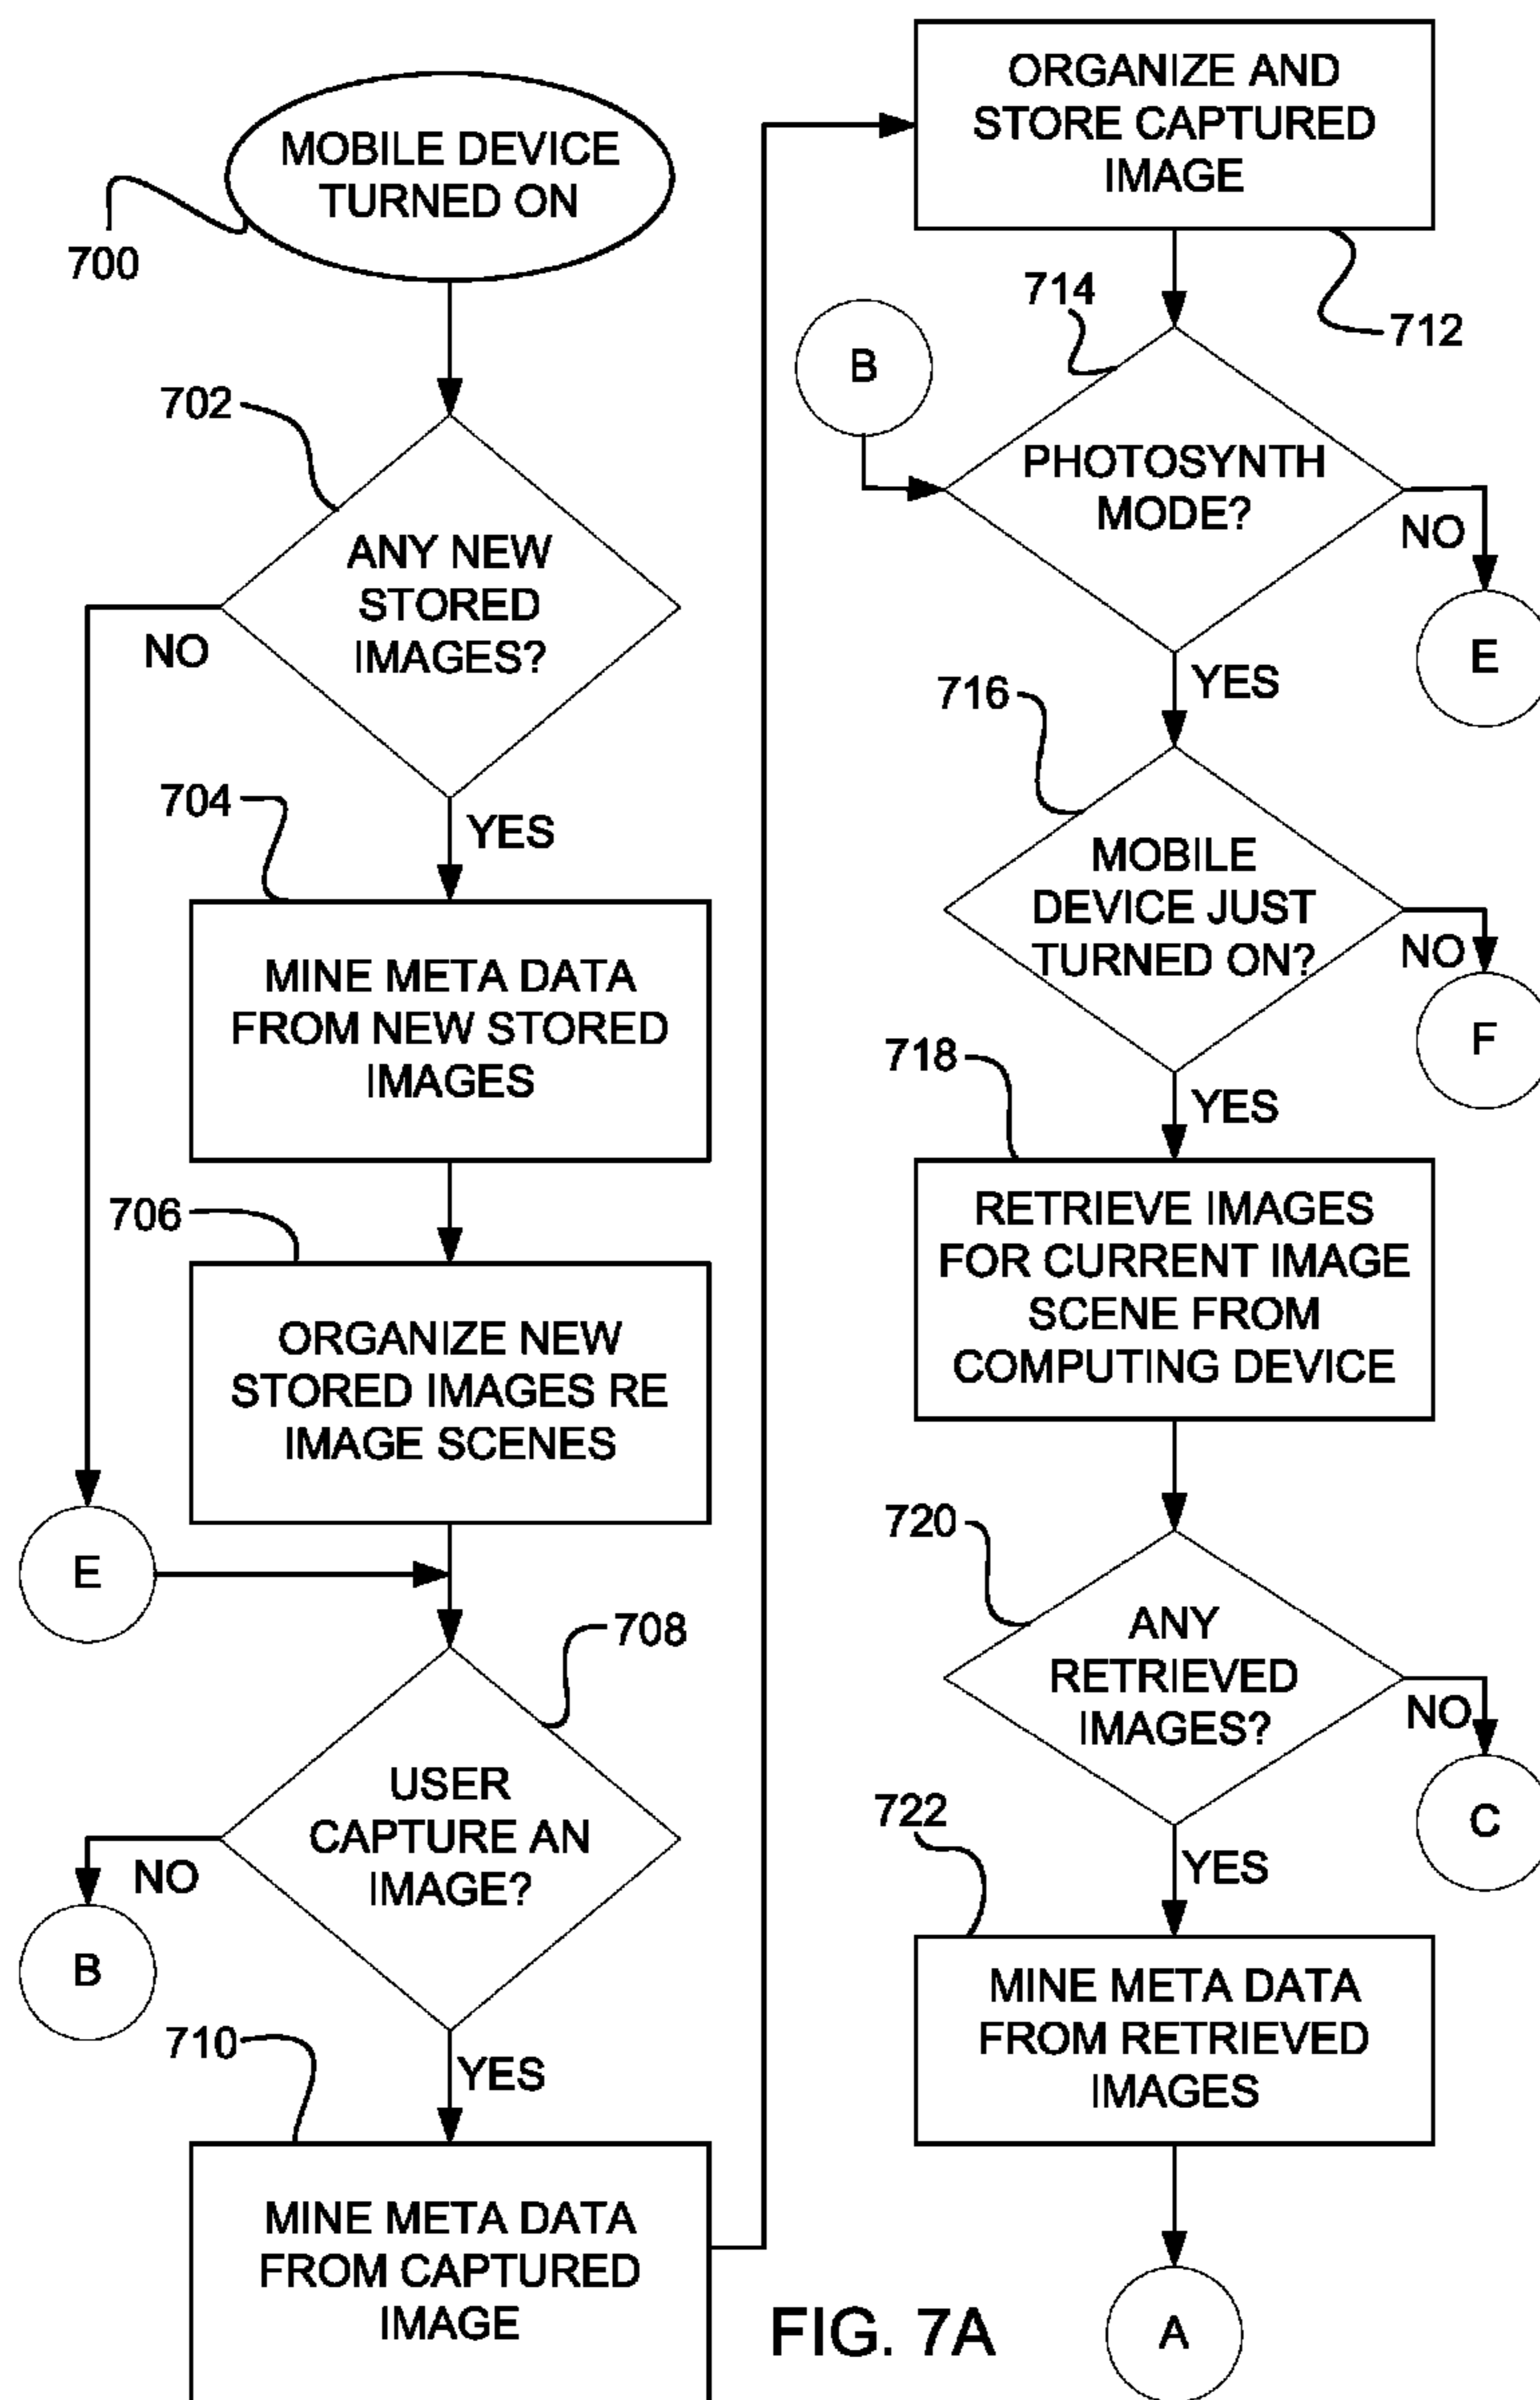 MOBILE DEVICE
TURNED ON
700
702
ANY NEW
STORED
IMAGES?
NO
YES
704
MINE META DATA
FROM NEW STORED
IMAGES
706
ORGANIZE NEW
STORED IMAGES RE
IMAGE SCENES
E
708
USER
CAPTURE AN
IMAGE?
NO
B
YES
710
MINE META DATA
FROM CAPTURED
IMAGE
ORGANIZE AND
STORE CAPTURED
IMAGE
712
714
B
PHOTOSYNTH
MODE?
NO
E
YES
716
MOBILE
DEVICE JUST
TURNED ON?
NO
F
YES
718
RETRIEVE IMAGES
FOR CURRENT IMAGE
SCENE FROM
COMPUTING DEVICE
720
ANY
RETRIEVED
IMAGES?
NO
C
YES
722
MINE META DATA
FROM RETRIEVED
IMAGES
A
FIG. 7A